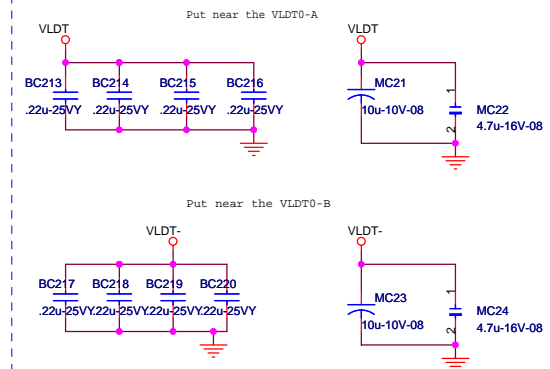 Put near the VLDT0-A
VLDT
VLDT
BC213 BC214 BC215 BC216
.22u-25VY .22u-25VY .22u-25VY .22u-25VY
MC21
10u-10V-08
1
2
MC22
4.7u-16V-08
Put near the VLDT0-B
VLDT-
VLDT-
BC217 BC218 BC219 BC220
.22u-25VY .22u-25VY .22u-25VY .22u-25VY
MC23
10u-10V-08
1
2
MC24
4.7u-16V-08